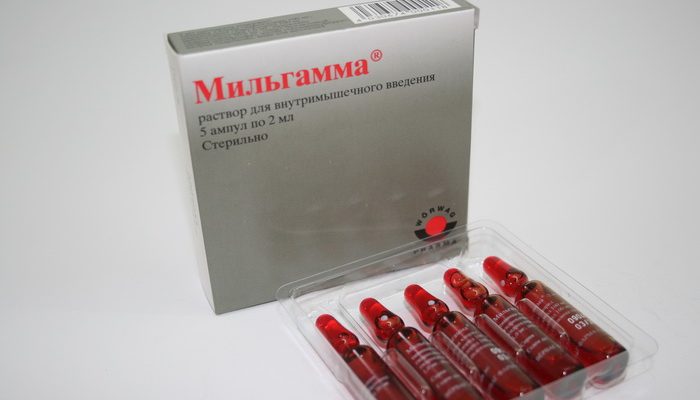 Мильгамма®
раствор для внутримышечного введения
5 ампул по 2 мл
Стерильно
WÖRWAG
PHARMA